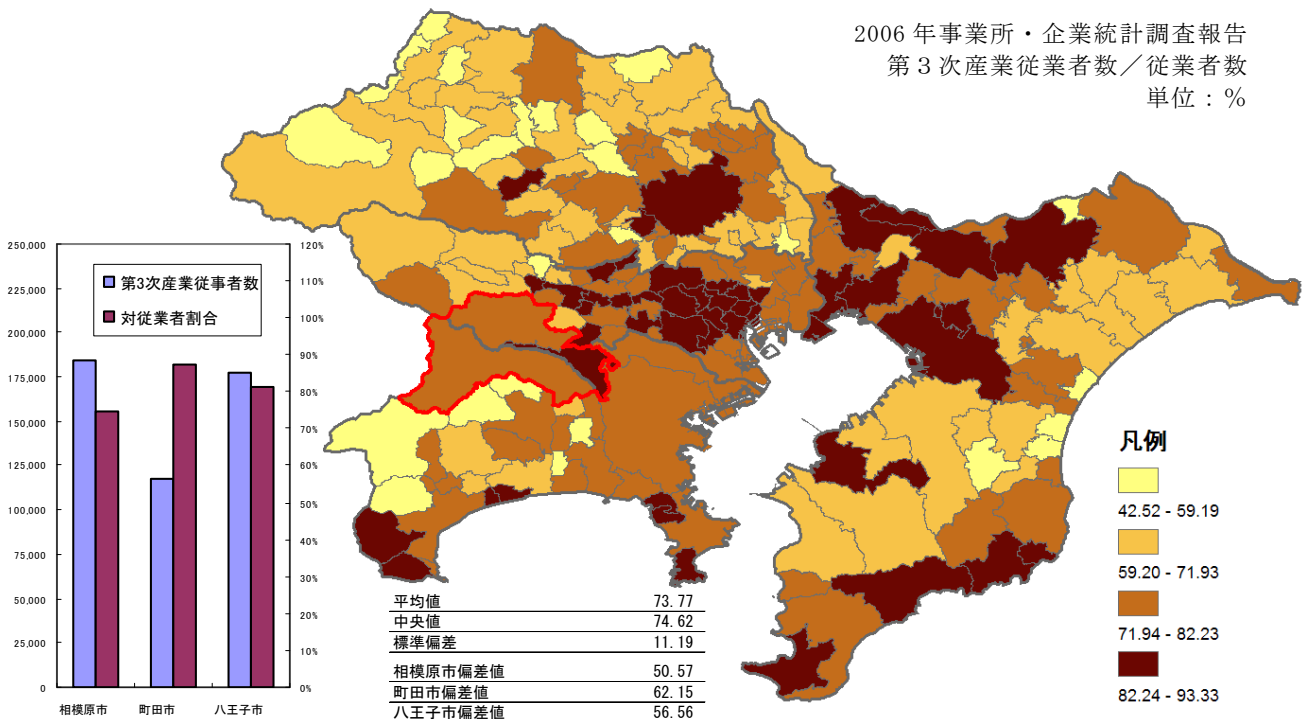 2006 年事業所・企業統計調査報告
第３次産業従業者数／従業者数
単位：％
250,000
225,000
200,000
175,000
150,000
125,000
100,000
75,000
50,000
25,000
0
120%
110%
100%
90%
80%
70%
60%
50%
40%
30%
20%
10%
0%
第3次産業従事者数
対従業者割合
相模原市 町田市 八王子市
平均値 73.77
中央値 74.62
標準偏差 11.19
相模原市偏差値 50.57
町田市偏差値 62.15
八王子市偏差値 56.56
凡例
42.52 - 59.19
59.20 - 71.93
71.94 - 82.23
82.24 - 93.33